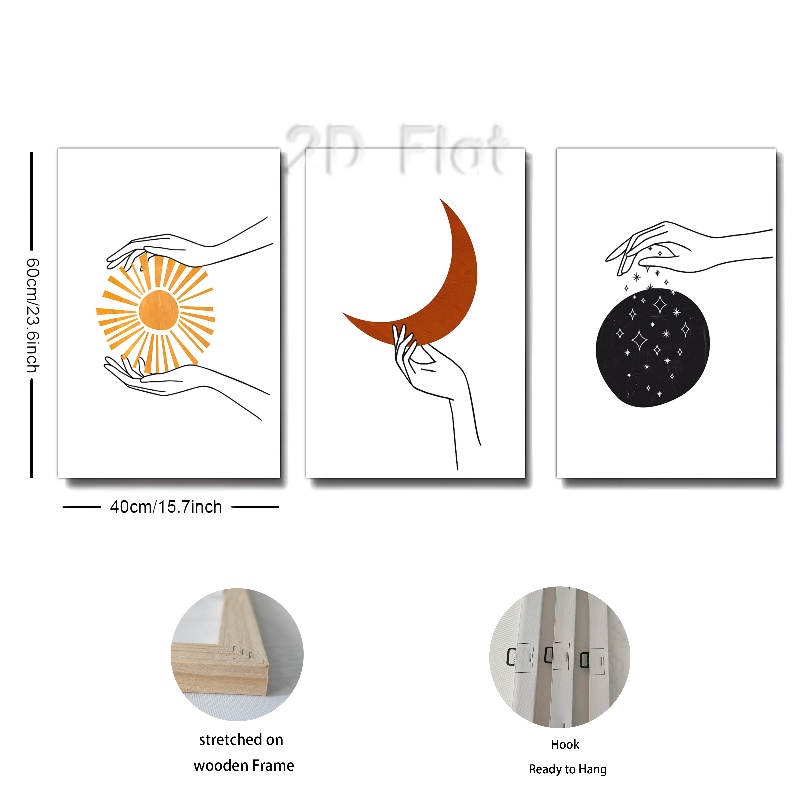 2D Flat
60cm/23.6inch
40cm/15.7inch
stretched on
wooden Frame
Hook
Ready to Hang